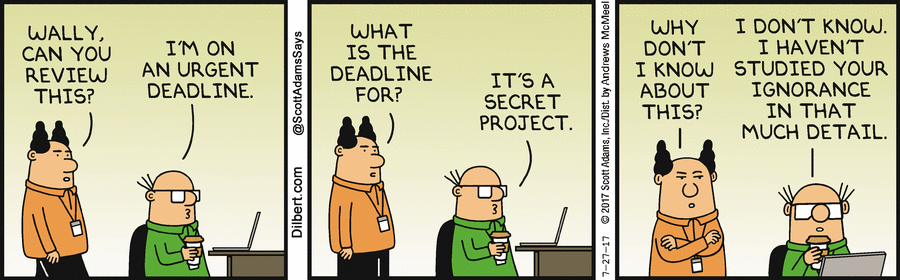 WALLY,
CAN YOU
REVIEW
THIS?
I'M ON
AN URGENT
DEADLINE.
Dilbert.com @ScottAdamsSays
WHAT
IS THE
DEADLINE
FOR?
IT'S A
SECRET
PROJECT.
7-27-17 © 2017 Scott Adams, Inc./Dist. by Andrews McMeel
WHY
DON'T
I KNOW
ABOUT
THIS?
I DON'T KNOW.
I HAVEN'T
STUDIED YOUR
IGNORANCE
IN THAT
MUCH DETAIL.